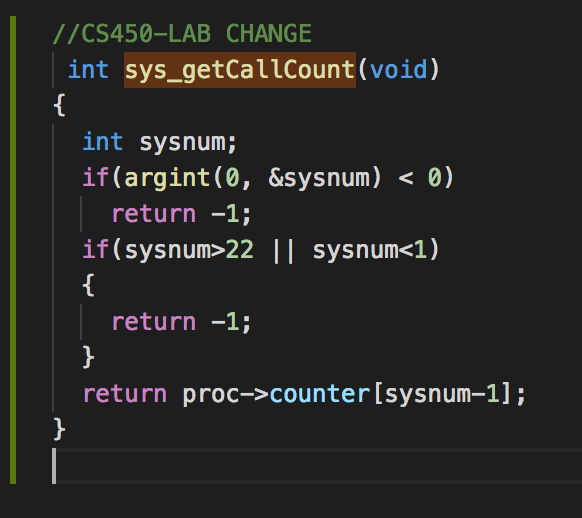 //CS450-LAB CHANGE
int sys_getCallCount(void)
{
int sysnum;
if(argint(0, &sysnum) < 0)
return -1;
if(sysnum>22 || sysnum<1)
{
return -1;
}
return proc->counter[sysnum-1];
}